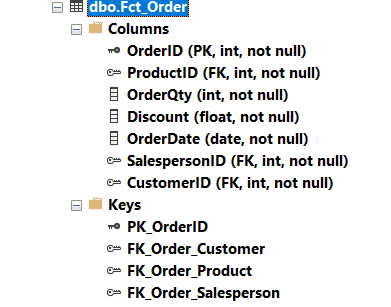 dbo.Fct_Order
Columns
OrderID (PK, int, not null)
ProductID (FK, int, not null)
OrderQty (int, not null)
Discount (float, not null)
OrderDate (date, not null)
SalespersonID (FK, int, not null)
CustomerID (FK, int, not null)
Keys
PK_OrderID
FK_Order_Customer
FK_Order_Product
FK_Order_Salesperson